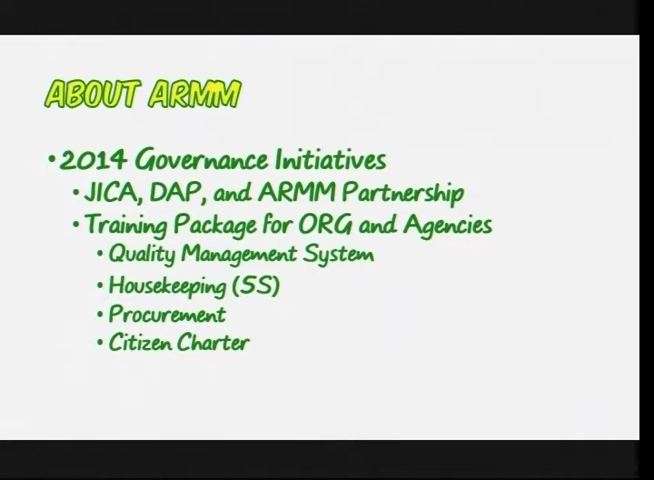 ABOUT ARMM
•2014 Governance Initiatives
•JICA, DAP, and ARMM Partnership
•Training Package for ORG and Agencies
•Quality Management System
•Housekeeping (5S)
•Procurement
•Citizen Charter